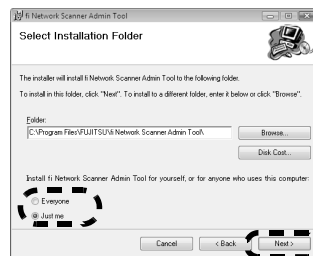 fi Network Scanner Admin Tool
Select Installation Folder
The installer will install fi Network Scanner Admin Tool to the following folder.
To install in this folder, click "Next". To install to a different folder, enter it below or click "Browse".
Folder:
C:\Program Files\FUJITSU\fi Network Scanner Admin Tool\
Browse...
Disk Cost...
Install fi Network Scanner Admin Tool for yourself, or for anyone who uses this computer:
Everyone
Just me
Cancel
< Back
Next >